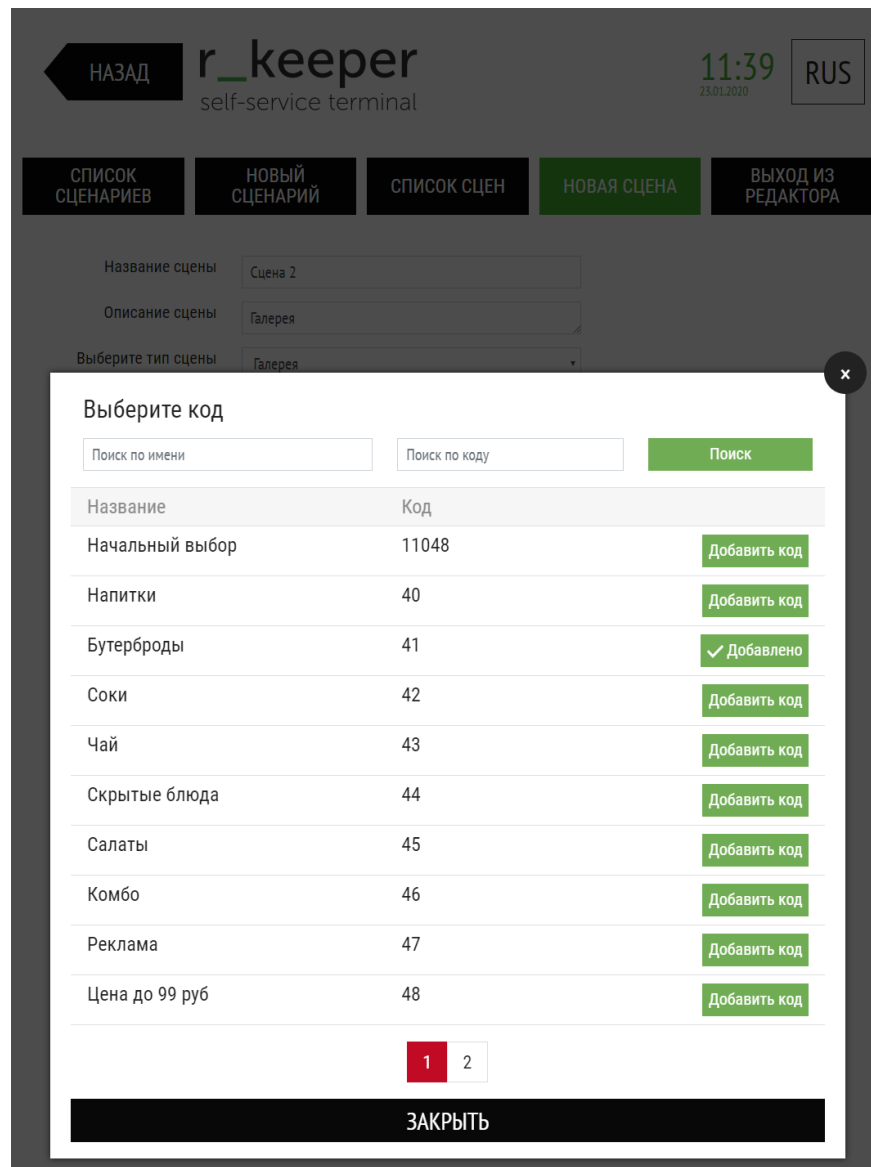 НАЗАД
r_keeper
self-service terminal
11:39
23.01.2020
RUS
СПИСОК
СЦЕНАРИЕВ
НОВЫЙ
СЦЕНАРИЙ
СПИСОК СЦЕН
НОВАЯ СЦЕНА
ВЫХОД ИЗ
РЕДАКТОРА
Название сцены
Сцена 2
Описание сцены
Галерея
Выберите тип сцены
Галерея
x
Выберите код
Поиск по имени
Поиск по коду
Поиск
Название Код
Начальный выбор 11048 Добавить код
Напитки 40 Добавить код
Бутерброды 41 Добавлено
Соки 42 Добавить код
Чай 43 Добавить код
Скрытые блюда 44 Добавить код
Салаты 45 Добавить код
Комбо 46 Добавить код
Реклама 47 Добавить код
Цена до 99 руб 48 Добавить код
1 2
ЗАКРЫТЬ